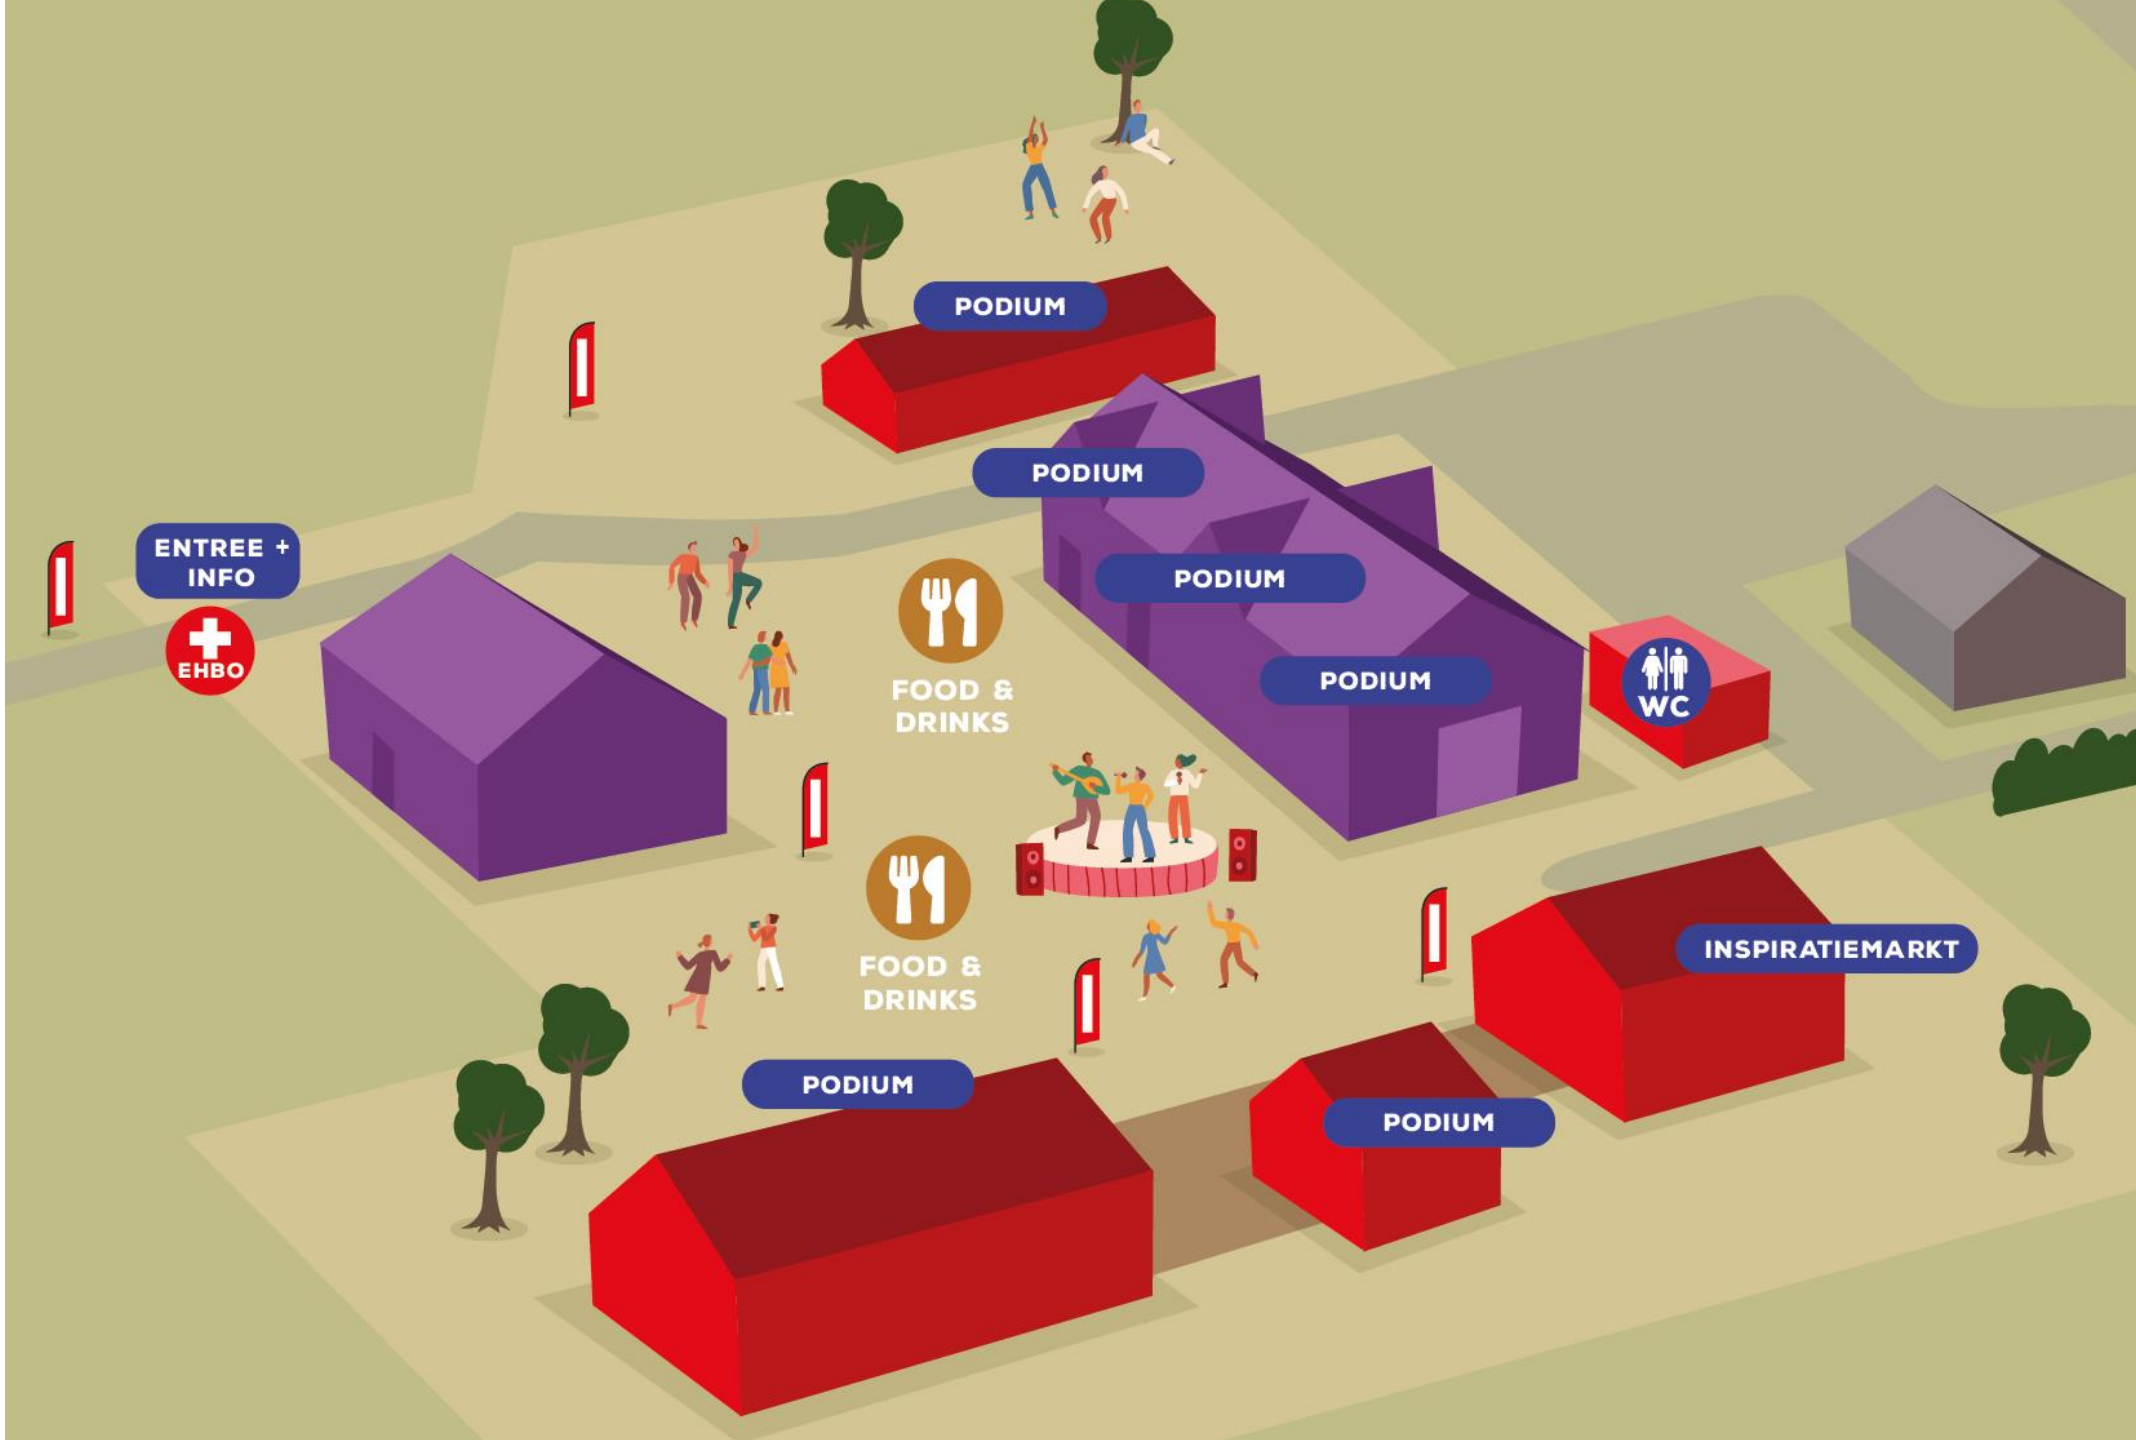 PODIUM
PODIUM
ENTREE +
INFO
EHBO
PODIUM
FOOD &
DRINKS
PODIUM
WC
FOOD &
DRINKS
INSPIRATIEMARKT
PODIUM
PODIUM